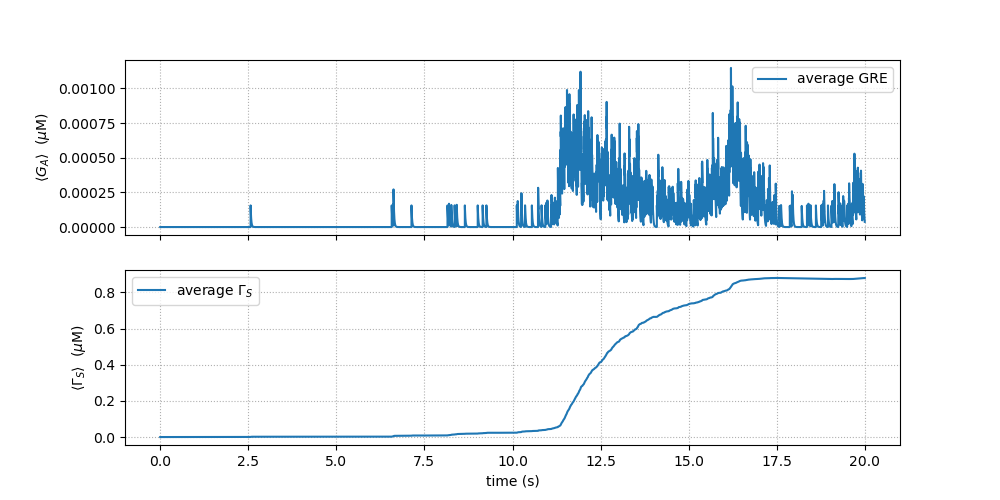 0.00100
0.00075
0.00050
0.00025
0.00000
⟨G_A⟩ (μM)
average GRE
0.8
0.6
0.4
0.2
0.0
⟨Γ_S⟩ (μM)
average Γ_S
0.0 2.5 5.0 7.5 10.0 12.5 15.0 17.5 20.0
time (s)